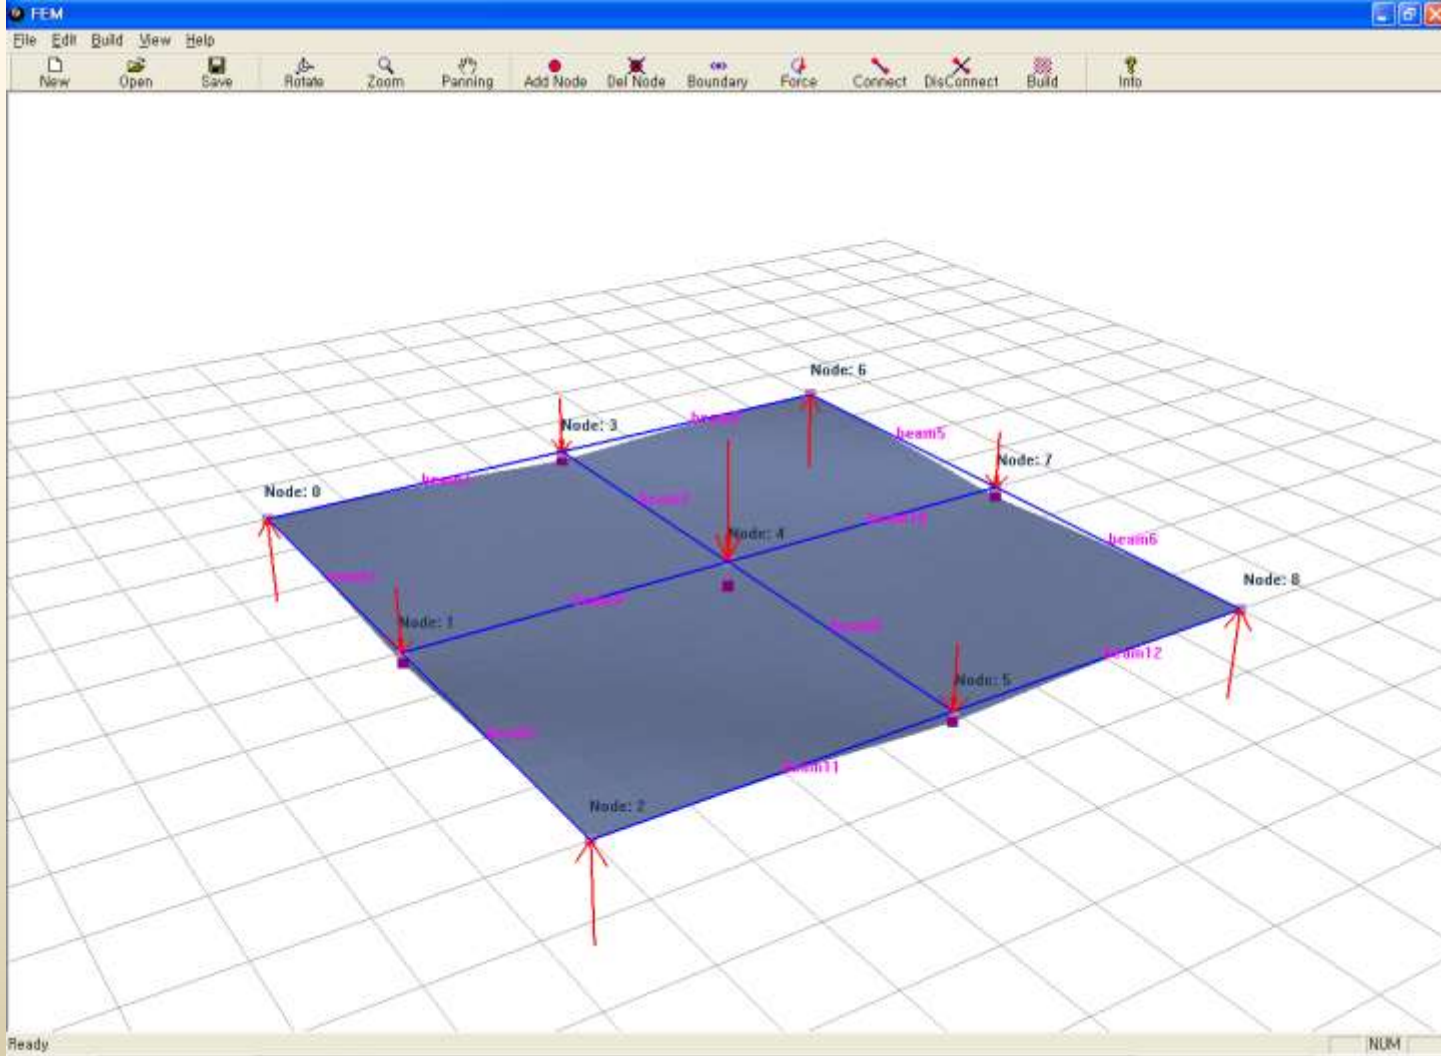 FEM
File Edit Build View Help
New Open Save Rotate Zoom Panning Add Node Del Node Boundary Force Connect DisConnect Build Info
Node: 6
Node: 3
beam5
Node: 7
Node: 0
Node: 4
beam6
Node: 8
Node: 1
beam12
Node: 5
beam11
Node: 2
Ready NUM